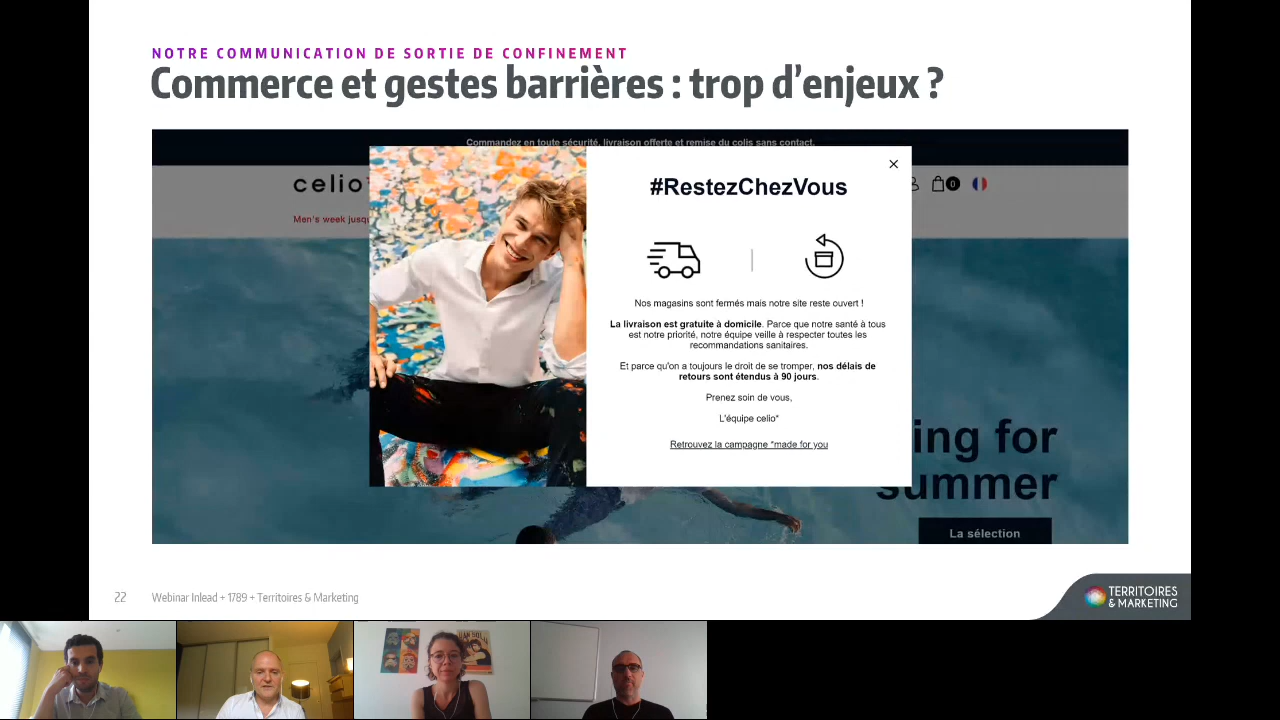 NOTRE COMMUNICATION DE SORTIE DE CONFINEMENT
Commerce et gestes barrières : trop d’enjeux ?
Commandez en toute sécurité, livraison offerte et remise du colis sans contact.
celio*
#RestezChezVous
0
Men's week jusqu
Nos magasins sont fermés mais notre site reste ouvert !
La livraison est gratuite à domicile. Parce que notre santé à tous
est notre priorité, notre équipe veille à respecter toutes les
recommandations sanitaires.
Et parce qu'on a toujours le droit de se tromper, nos délais de
retours sont étendus à 90 jours.
Prenez soin de vous,
L'équipe celio*
Retrouvez la campagne *made for you
ing for
summer
La sélection
22
Webinar Inlead + 1789 + Territoires & Marketing
TERRITOIRES
& MARKETING
HAN SOLO